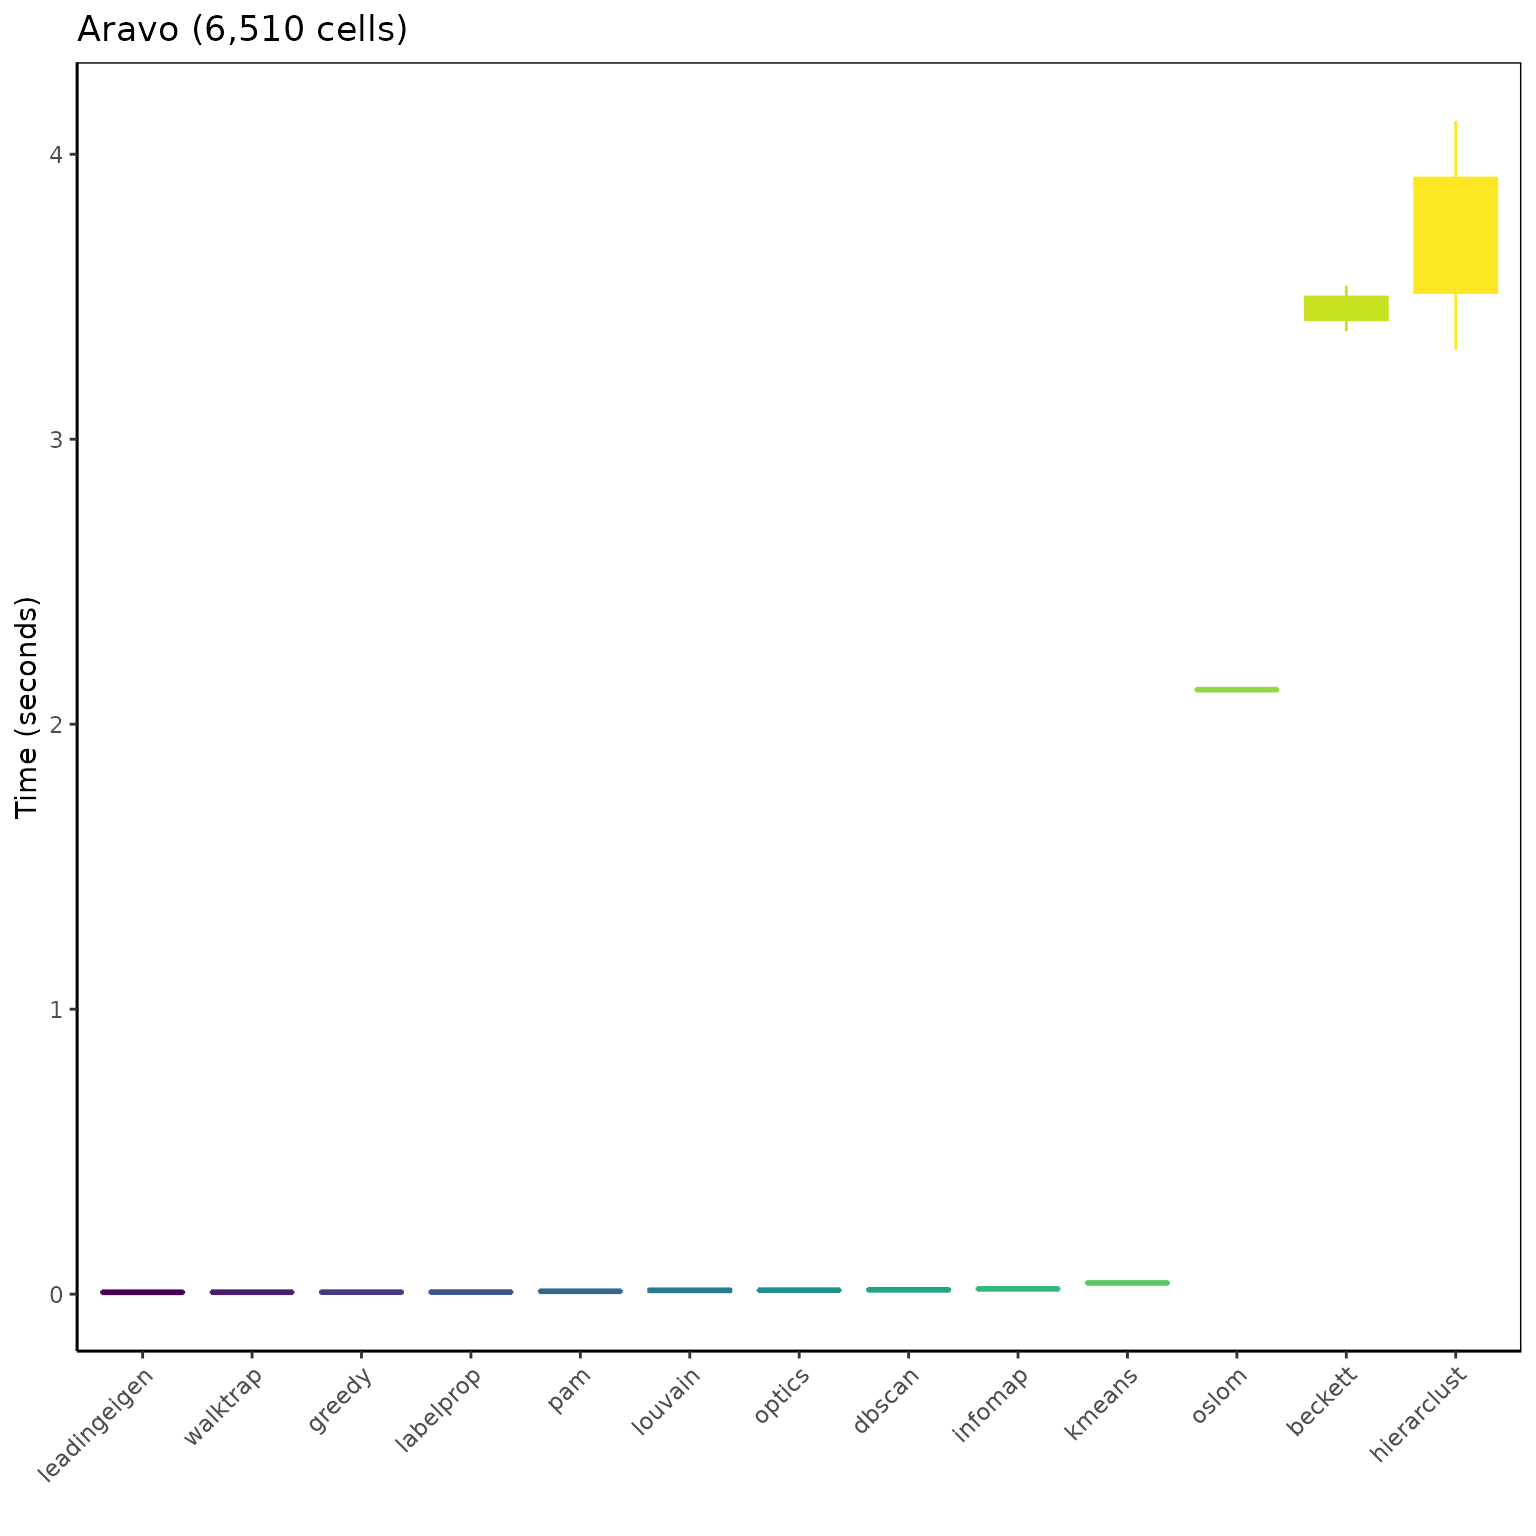 Aravo (6,510 cells)
Time (seconds)
4
3
2
1
0
leadingeigen
walktrap
greedy
labelprop
pam
louvain
optics
dbscan
infomap
kmeans
oslom
beckett
hierarclust